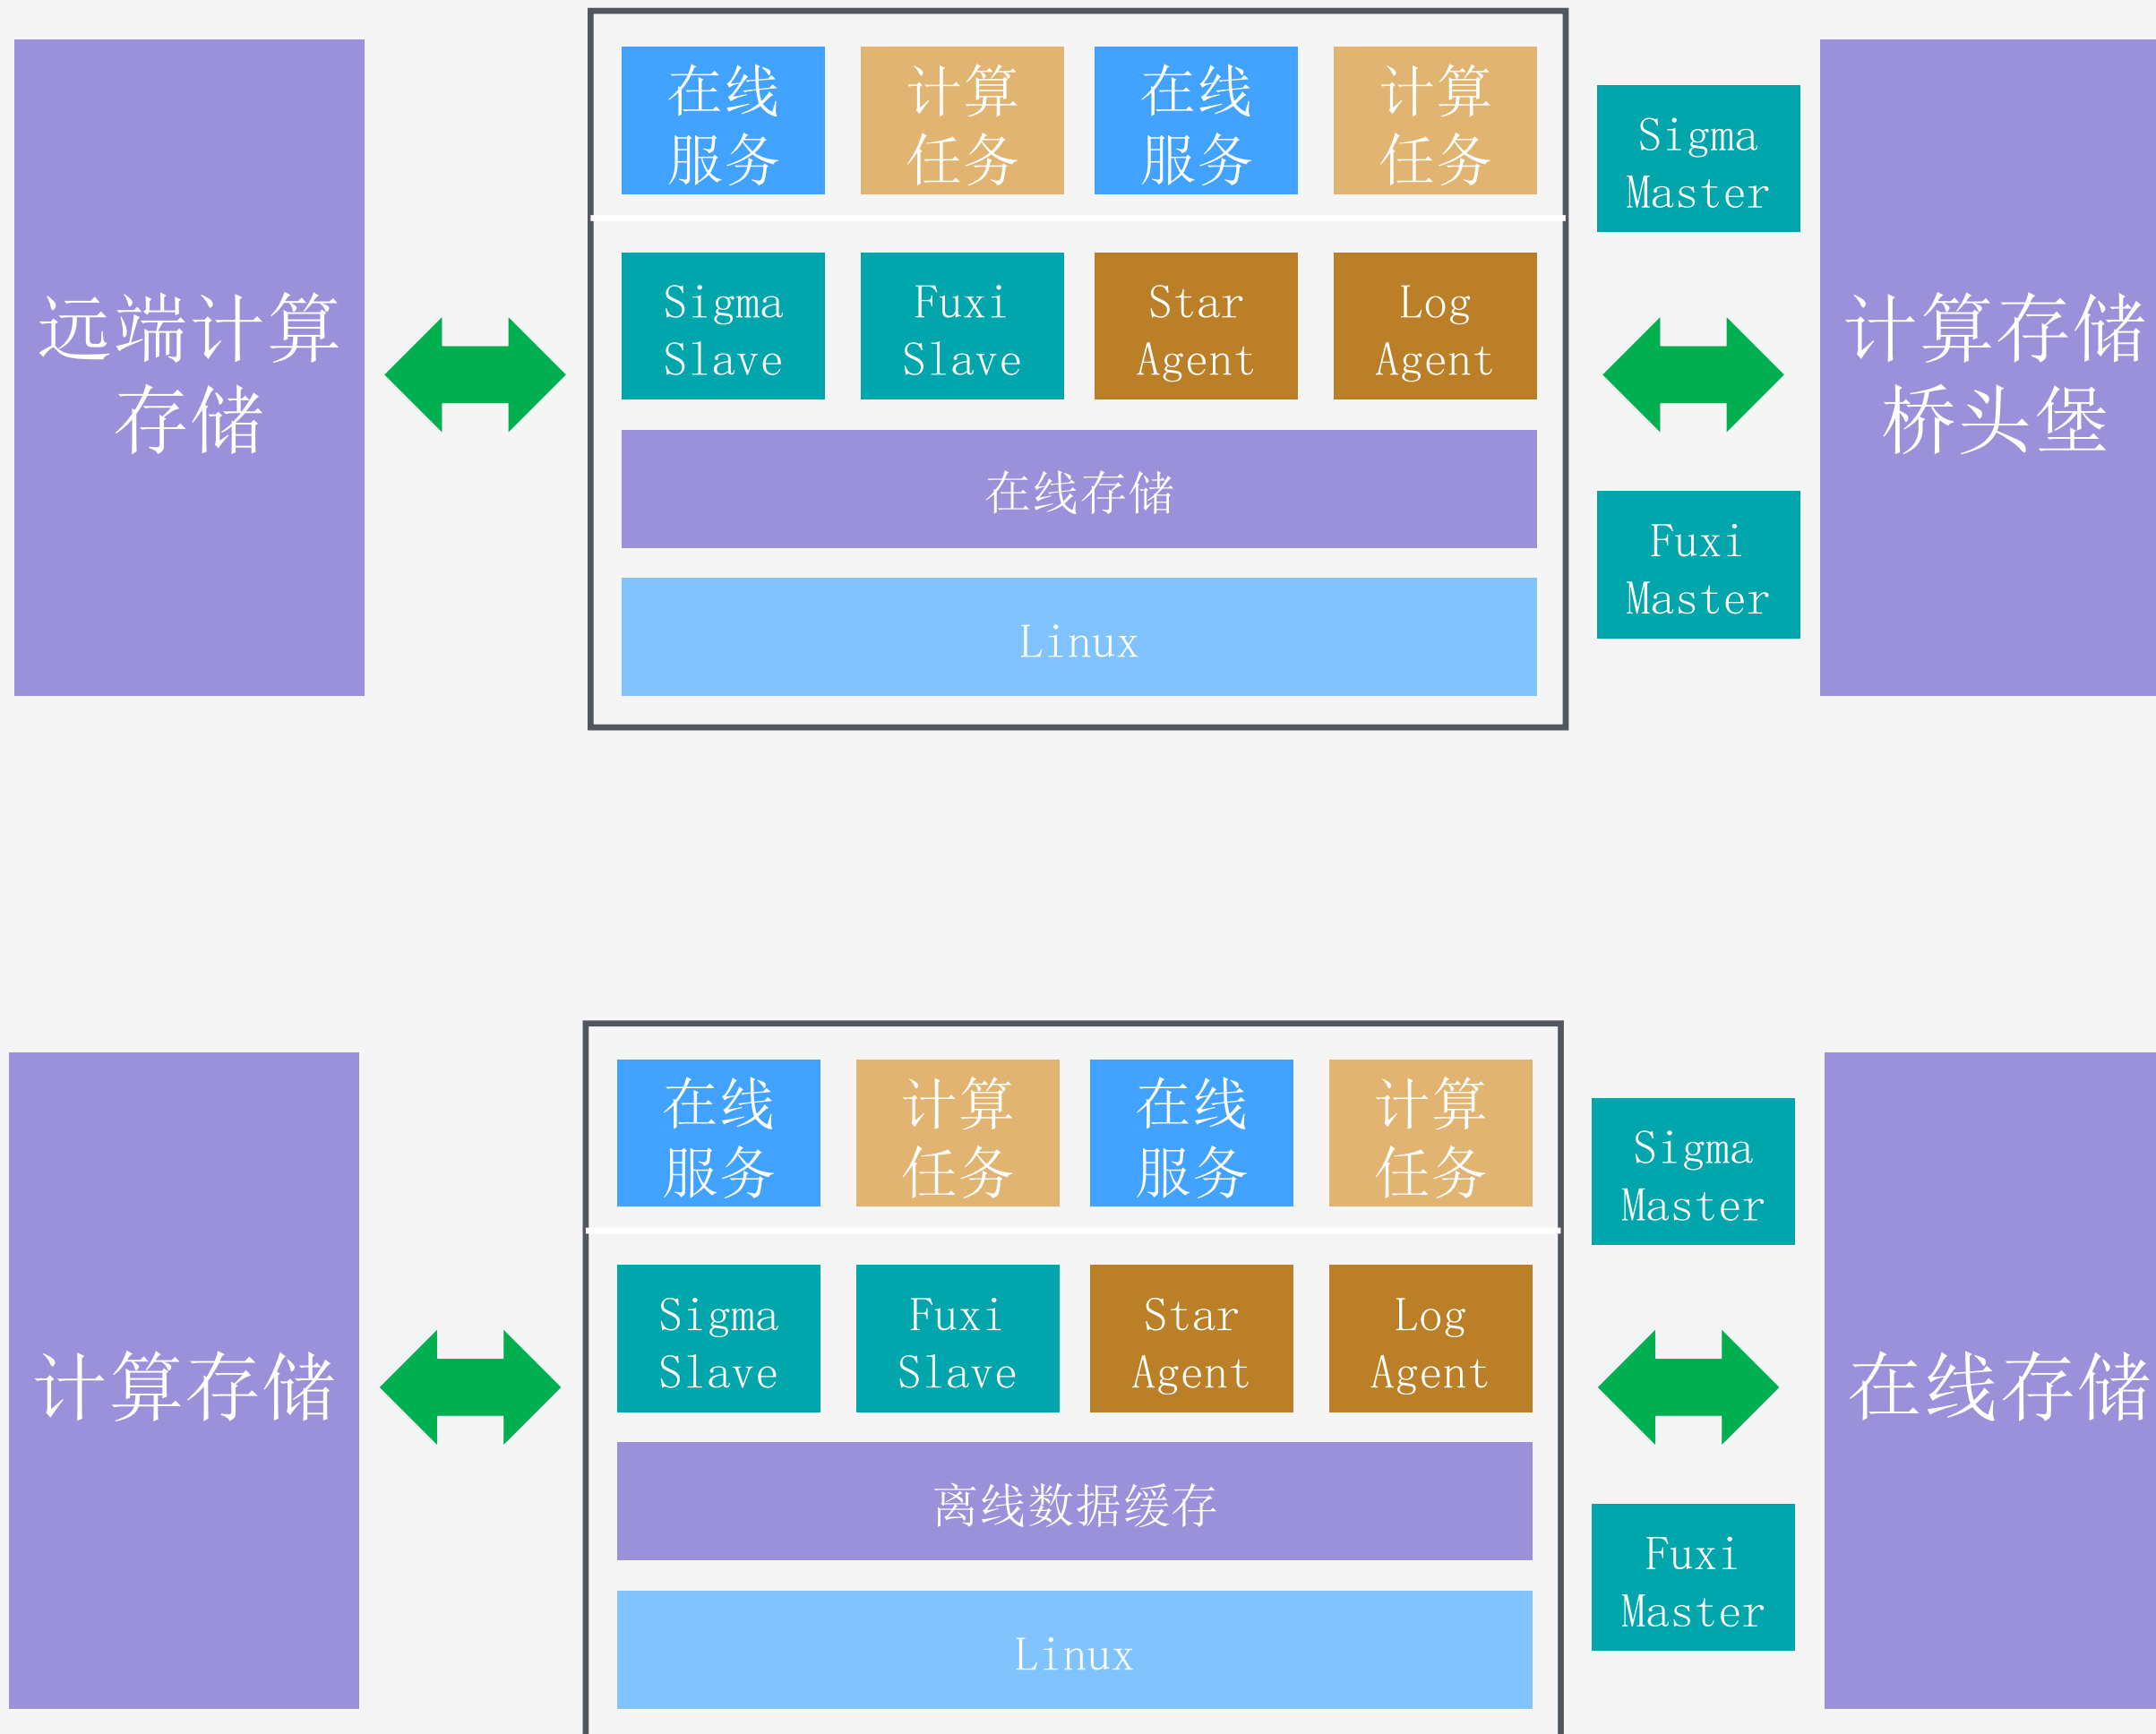 远端计算
存储
在线
服务
计算
任务
在线
服务
计算
任务
Sigma
Slave
Fuxi
Slave
Star
Agent
Log
Agent
在线存储
Linux
Sigma
Master
Fuxi
Master
计算存储
桥头堡
计算存储
在线
服务
计算
任务
在线
服务
计算
任务
Sigma
Slave
Fuxi
Slave
Star
Agent
Log
Agent
离线数据缓存
Linux
Sigma
Master
Fuxi
Master
在线存储